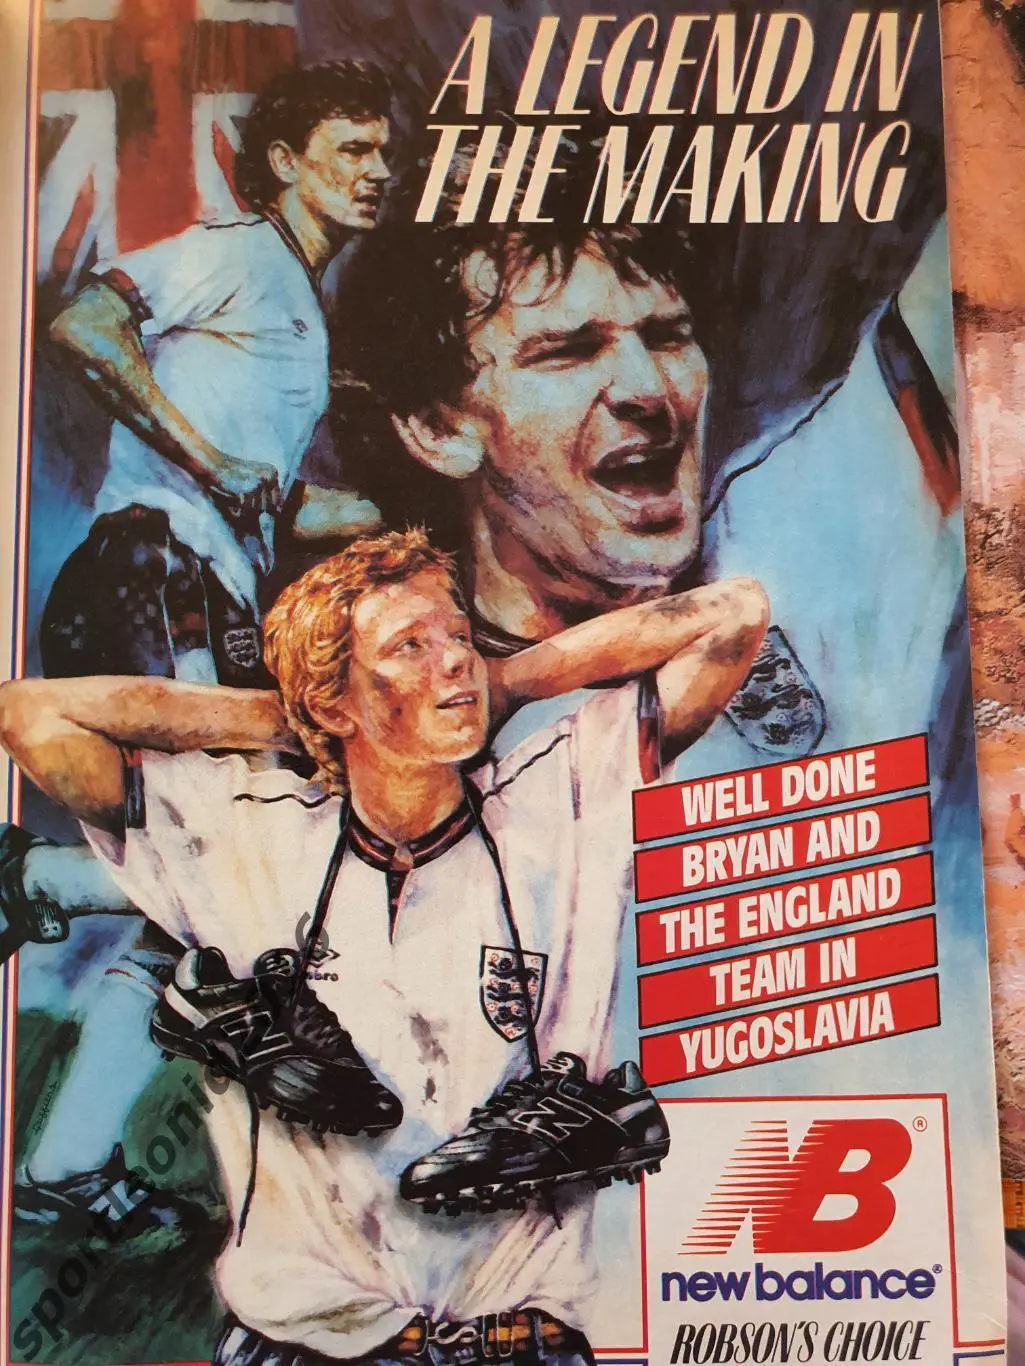 A LEGEND IN
THE MAKING
WELL DONE
BRYAN AND
THE ENGLAND
TEAM IN
YUGOSLAVIA
NB®
new balance®
ROBSON'S CHOICE
N
N